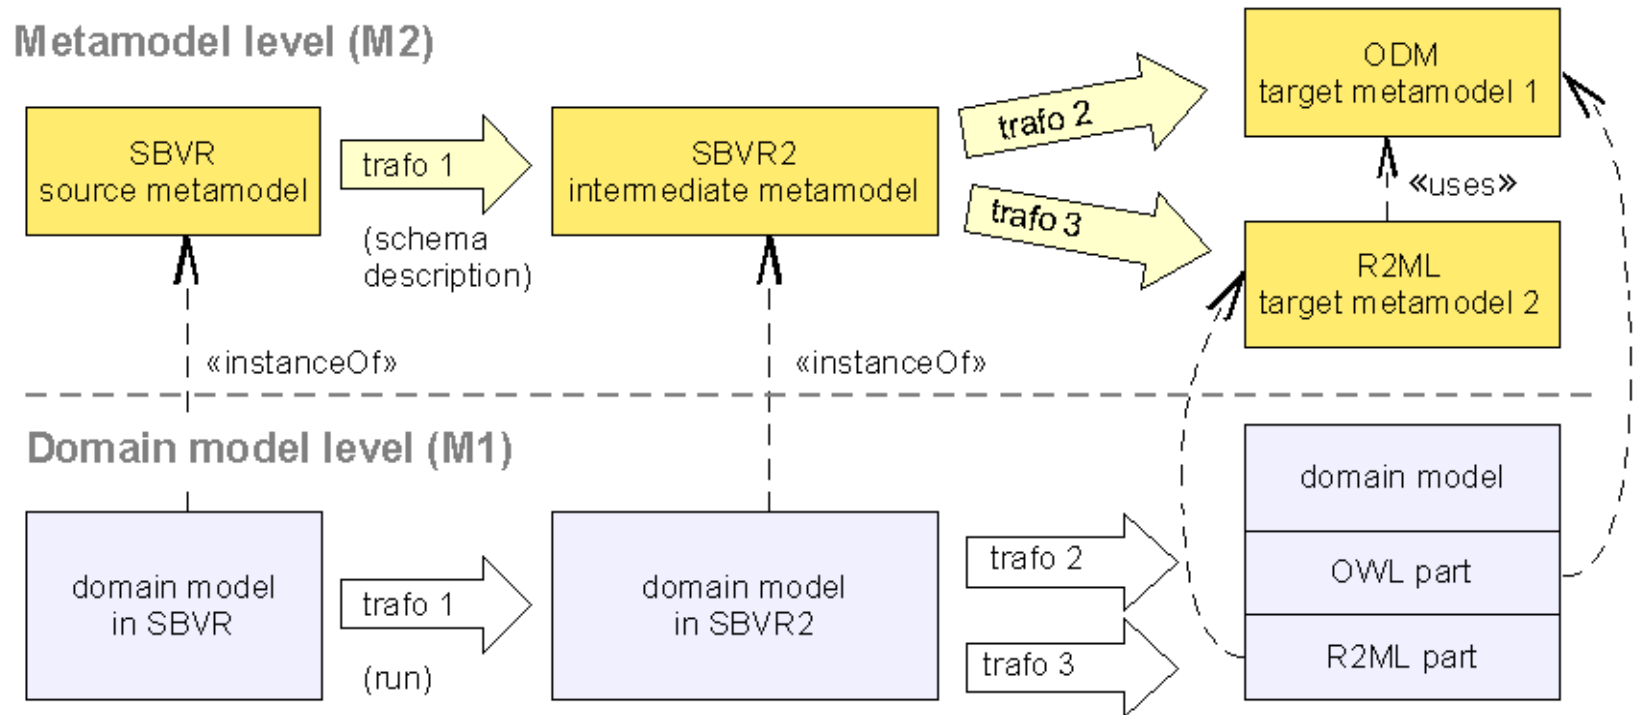 Metamodel level (M2)
SBVR
source metamodel
trafo 1
(schema
description)
SBVR2
intermediate metamodel
trafo 2
trafo 3
ODM
target metamodel 1
«uses»
R2ML
target metamodel 2
«instanceOf»
«instanceOf»
Domain model level (M1)
domain model
in SBVR
trafo 1
(run)
domain model
in SBVR2
trafo 2
trafo 3
domain model
OWL part
R2ML part